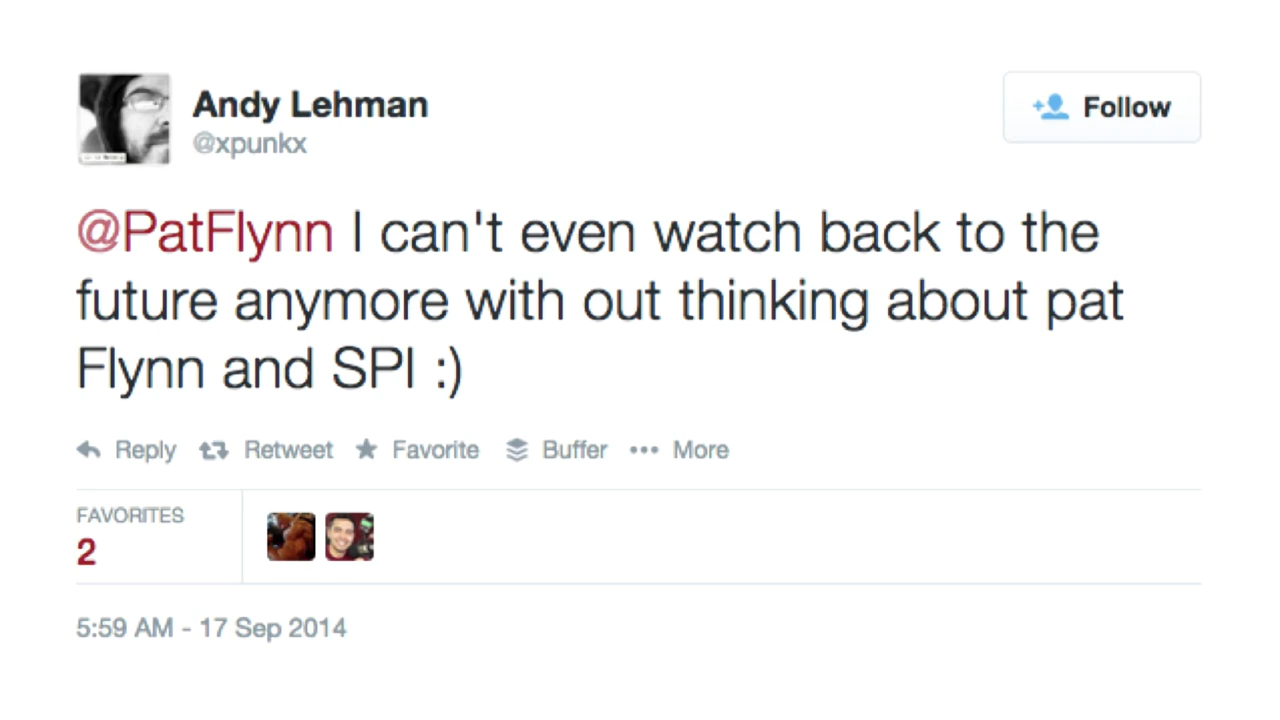 Andy Lehman
@xpunkx
Follow
@PatFlynn I can't even watch back to the
future anymore with out thinking about pat
Flynn and SPI :)
Reply Retweet Favorite Buffer More
FAVORITES
2
5:59 AM - 17 Sep 2014